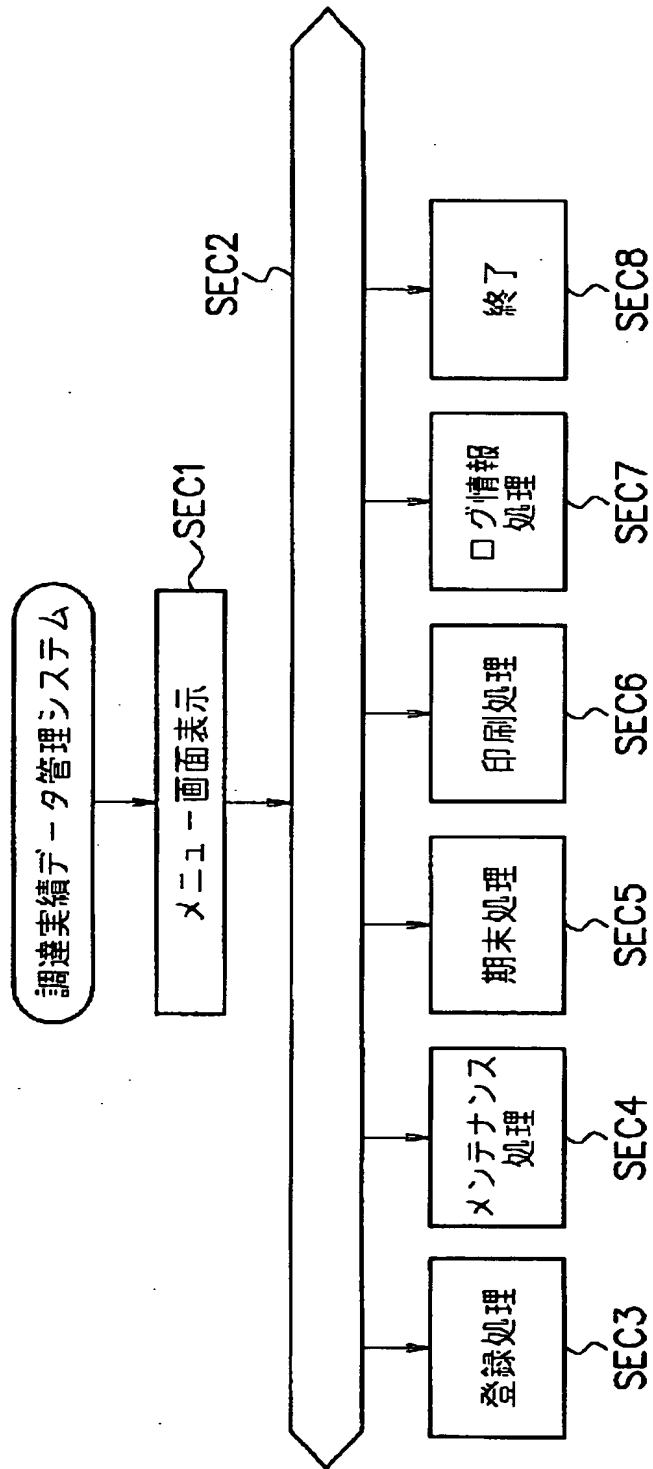 調達実績データ管理システム
メニュー画面表示
SEC1
SEC2
登録処理
SEC3
メンテナンス
処理
SEC4
期末処理
SEC5
印刷処理
SEC6
ログ情報
処理
SEC7
終了
SEC8